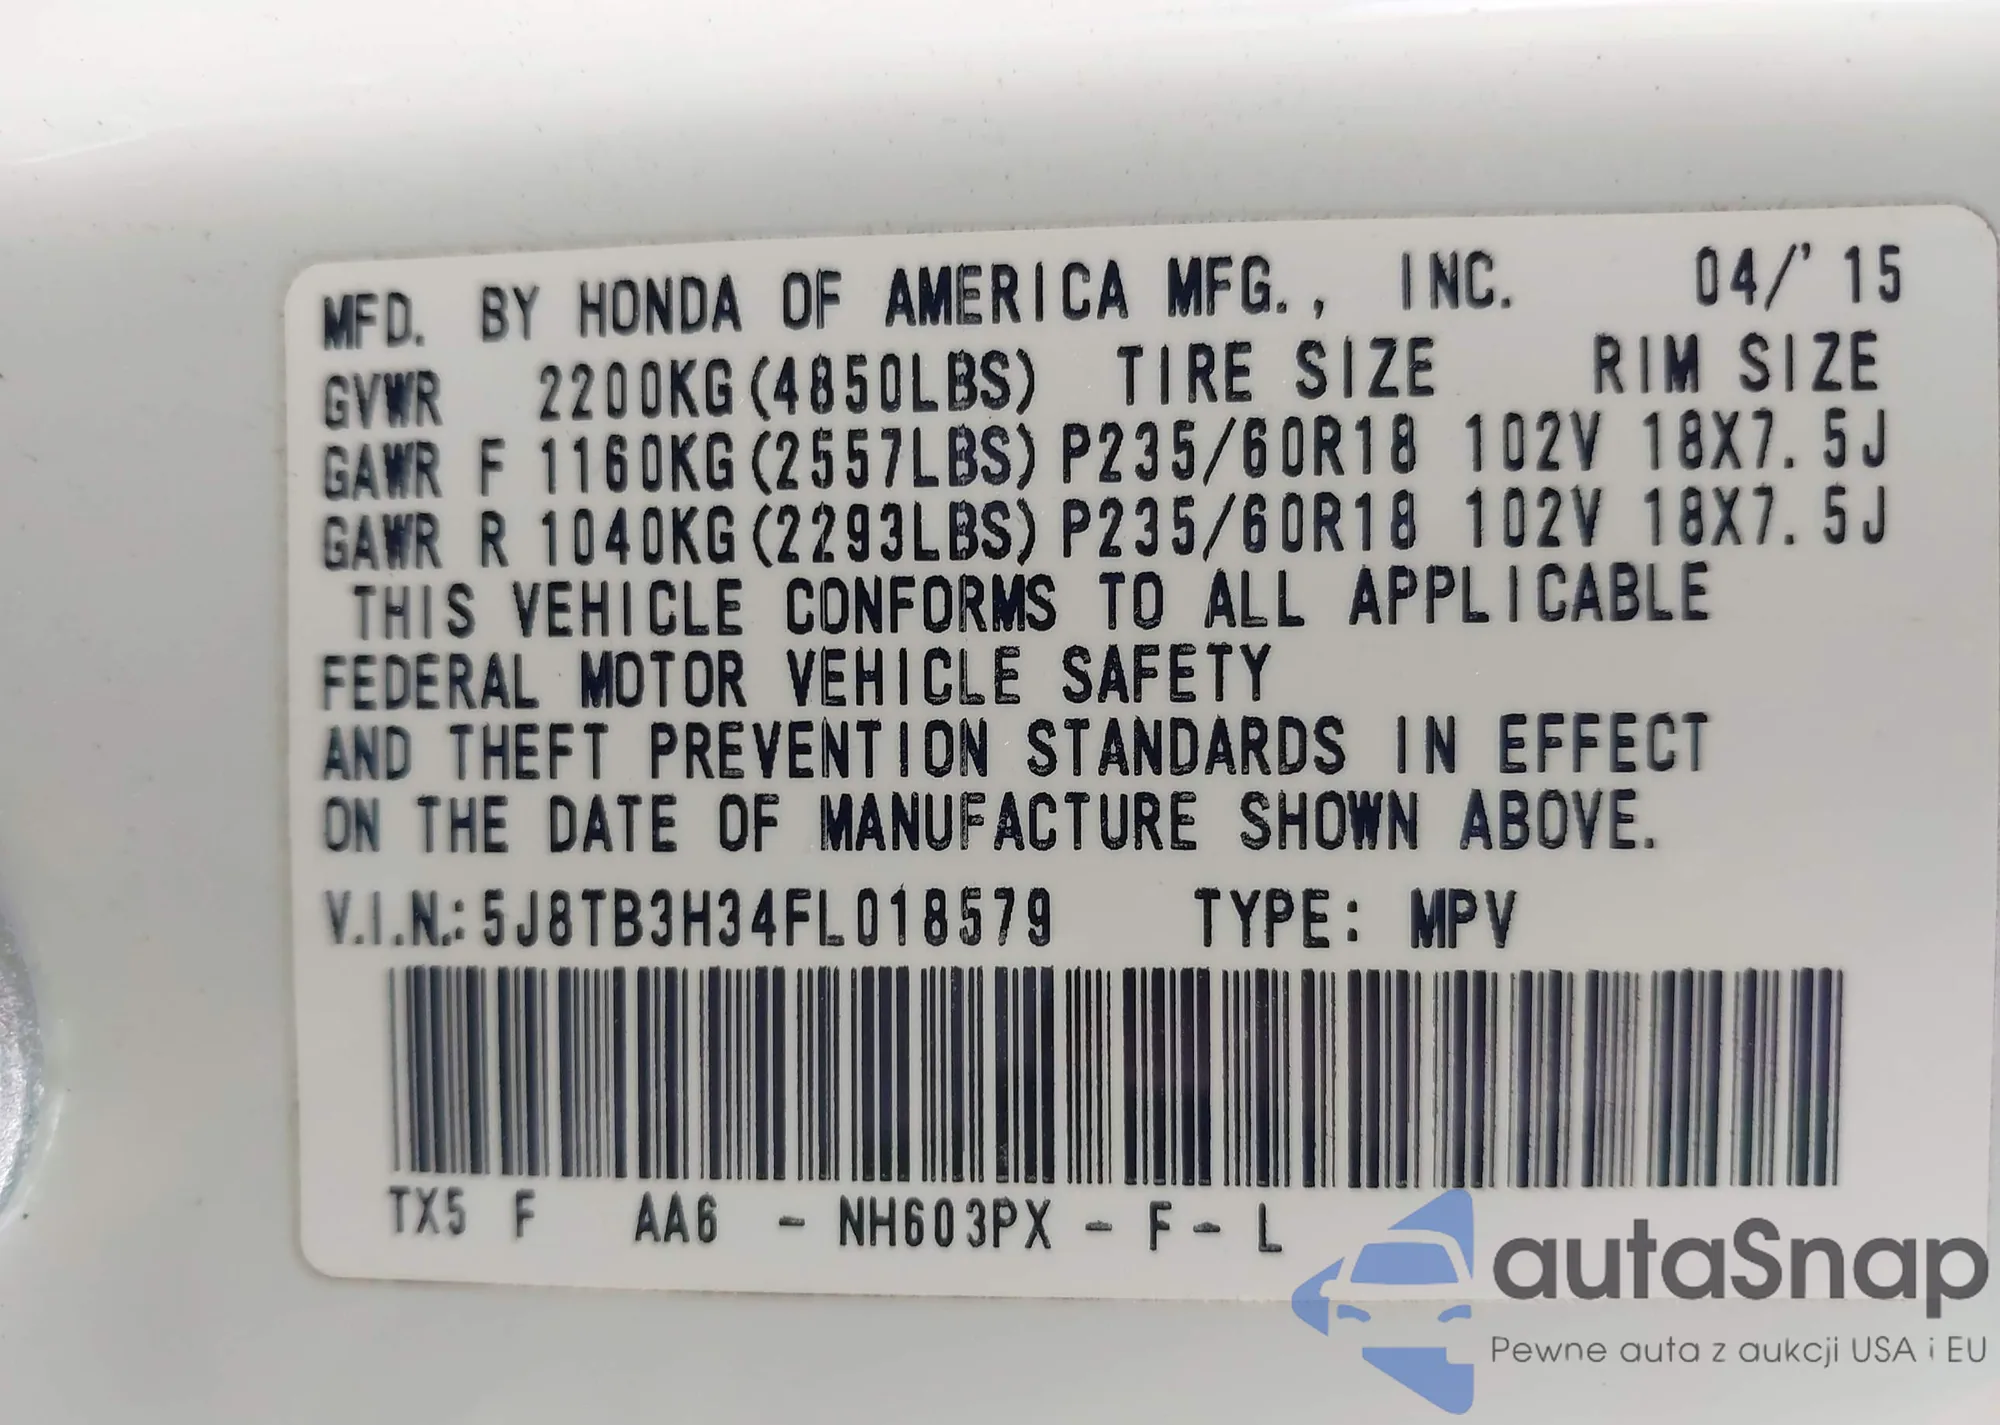 MFD. BY HONDA OF AMERICA MFG., INC. 04/'15
GVWR 2200KG(4850LBS) TIRE SIZE RIM SIZE
GAWR F 1160KG(2557LBS) P235/60R18 102V 18X7.5J
GAWR R 1040KG(2293LBS) P235/60R18 102V 18X7.5J
THIS VEHICLE CONFORMS TO ALL APPLICABLE
FEDERAL MOTOR VEHICLE SAFETY
AND THEFT PREVENTION STANDARDS IN EFFECT
ON THE DATE OF MANUFACTURE SHOWN ABOVE.
V.I.N.: 5J8TB3H34FL018579 TYPE: MPV
TX5 F AA6 - NH603PX - F - L
autaSnap
Pewne auta z aukcji USA i EU